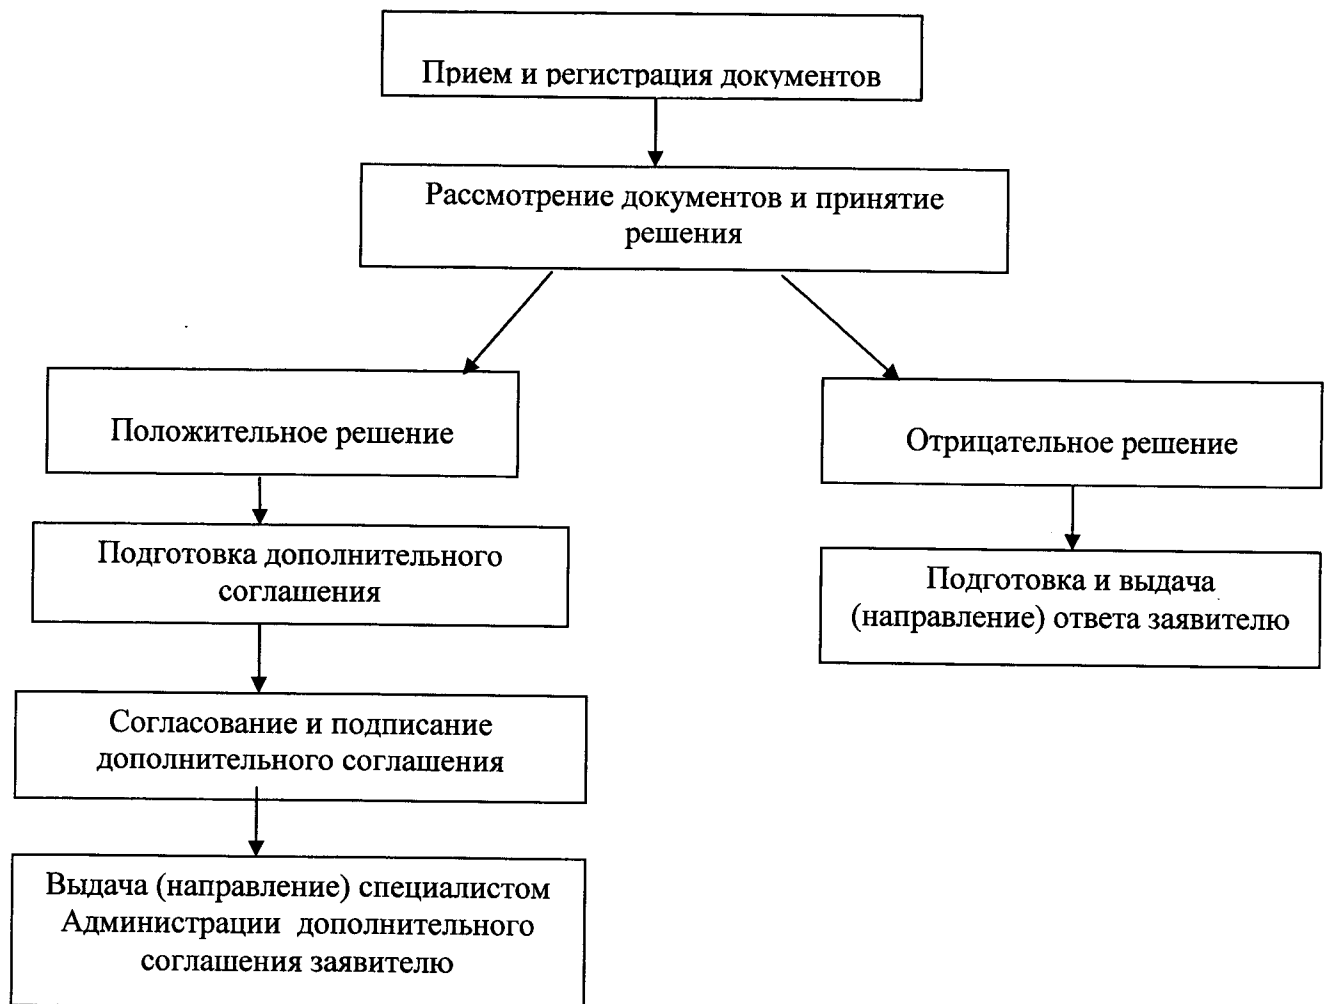 Прием и регистрация документов
Рассмотрение документов и принятие
решения
Положительное решение
Отрицательное решение
Подготовка дополнительного
соглашения
Подготовка и выдача
(направление) ответа заявителю
Согласование и подписание
дополнительного соглашения
Выдача (направление) специалистом
Администрации дополнительного
соглашения заявителю